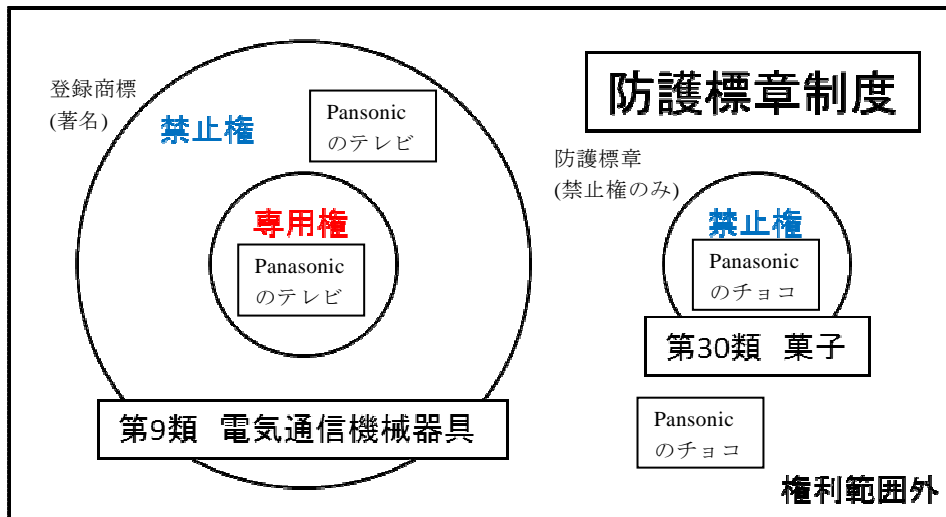 防護標章制度
登録商標
(著名)
禁止権
Pansonic
のテレビ
専用権
Panasonic
のテレビ
第9類 電気通信機械器具
防護標章
(禁止権のみ)
禁止権
Panasonic
のチョコ
第30類 菓子
Pansonic
のチョコ
権利範囲外